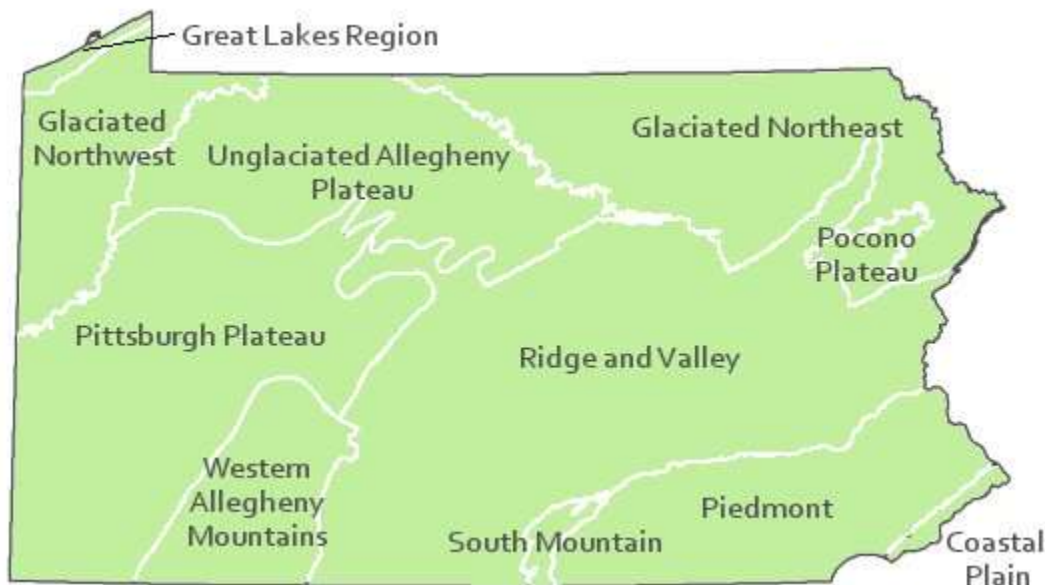 Great Lakes Region
Glaciated
Northwest
Unglaciated Allegheny
Plateau
Glaciated Northeast
Pocono
Plateau
Pittsburgh Plateau
Ridge and Valley
Western
Allegheny
Mountains
South Mountain
Piedmont
Coastal
Plain